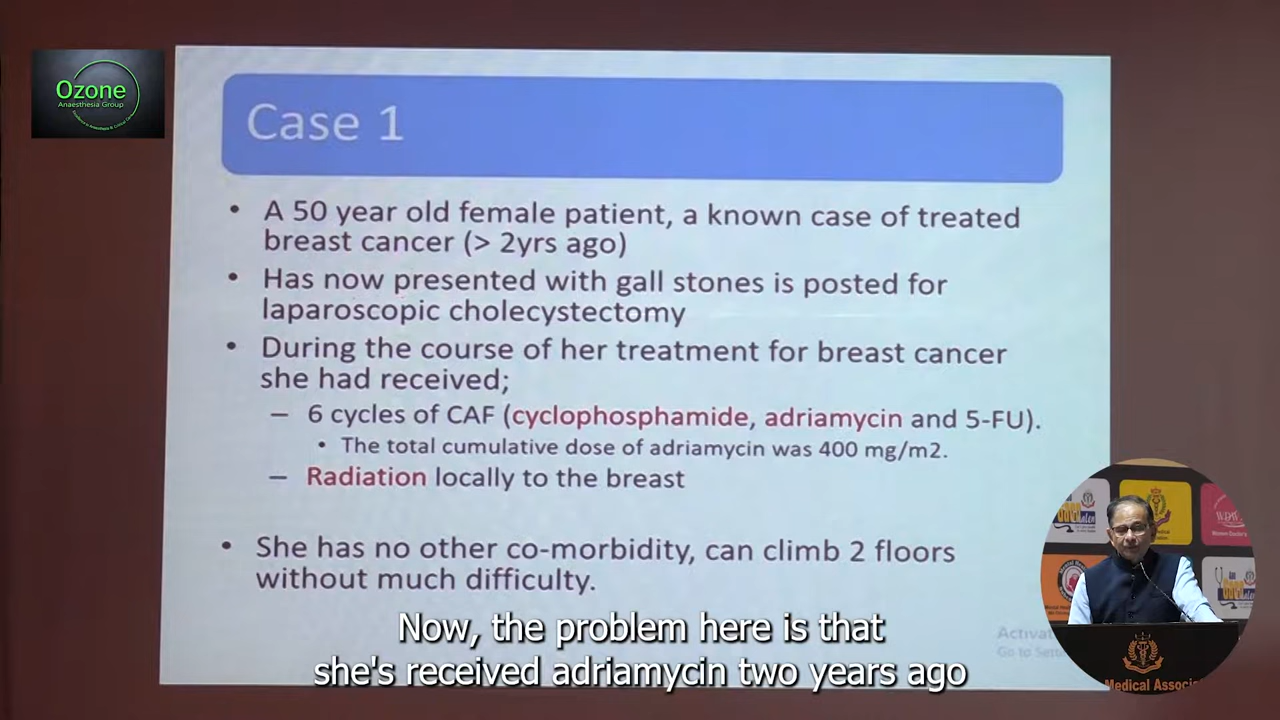 Ozone
Anaesthesia Group
Case 1
• A 50 year old female patient, a known case of treated
breast cancer (> 2yrs ago)
• Has now presented with gall stones is posted for
laparoscopic cholecystectomy
• During the course of her treatment for breast cancer
she had received;
– 6 cycles of CAF (cyclophosphamide, adriamycin and 5-FU).
• The total cumulative dose of adriamycin was 400 mg/m2.
– Radiation locally to the breast
• She has no other co-morbidity, can climb 2 floors
without much difficulty.
Now, the problem here is that
she's received adriamycin two years ago
Activat
Go to Setti
WDW
Medical Associ